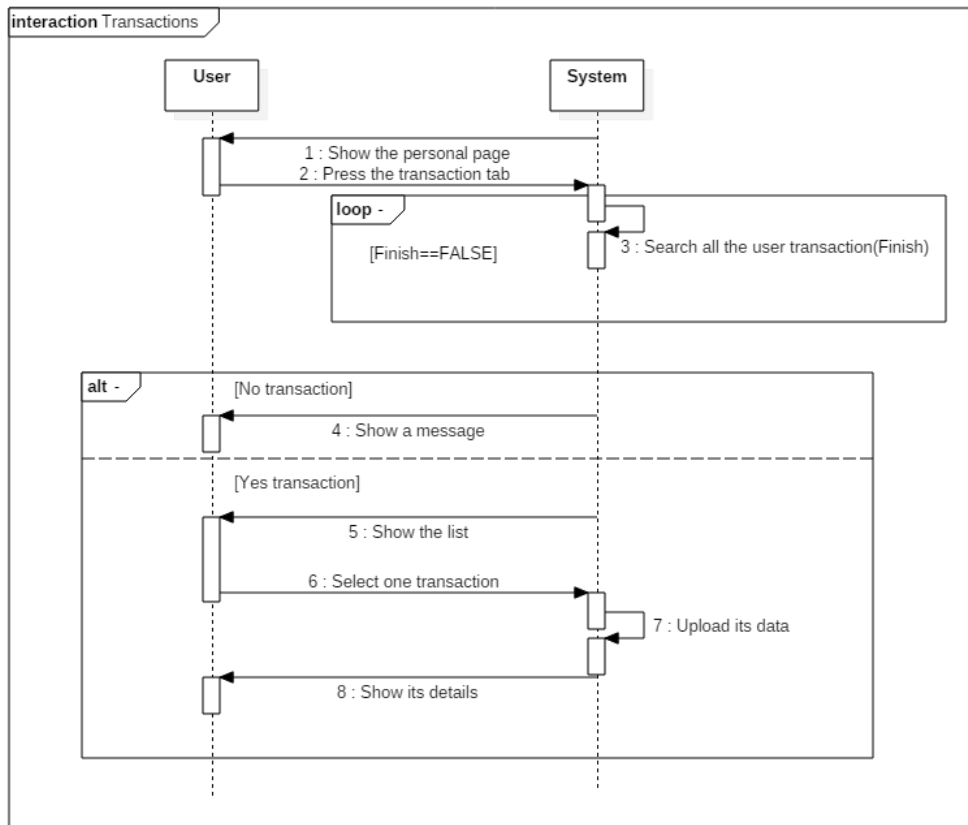 interaction Transactions
User
System
1 : Show the personal page
2 : Press the transaction tab
loop -
[Finish==FALSE]
3 : Search all the user transaction(Finish)
alt -
[No transaction]
4 : Show a message
[Yes transaction]
5 : Show the list
6 : Select one transaction
7 : Upload its data
8 : Show its details